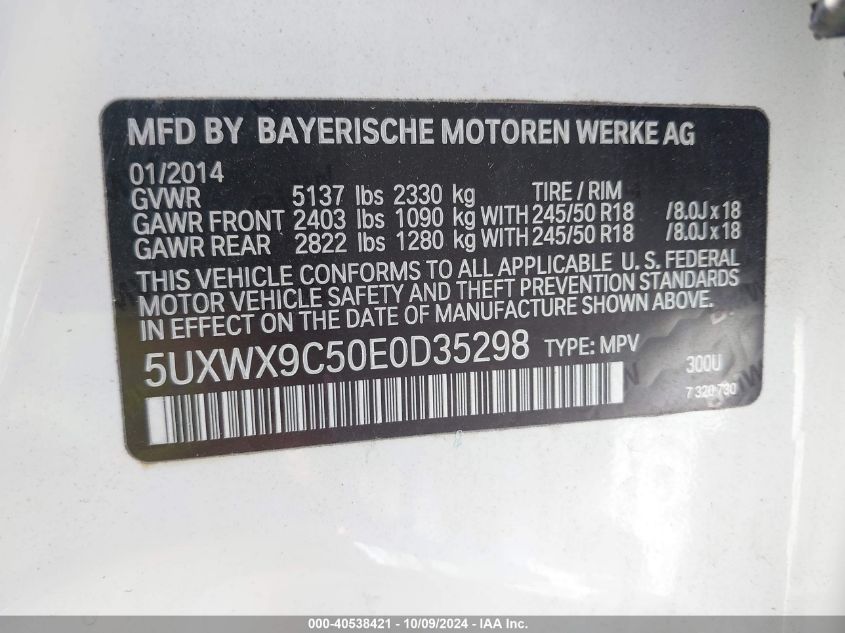 MFD BY BAYERISCHE MOTOREN WERKE AG
01/2014
GVWR 5137 lbs 2330 kg TIRE / RIM
GAWR FRONT 2403 lbs 1090 kg WITH 245/50 R18 /8.0J x 18
GAWR REAR 2822 lbs 1280 kg WITH 245/50 R18 /8.0J x 18
THIS VEHICLE CONFORMS TO ALL APPLICABLE U. S. FEDERAL
MOTOR VEHICLE SAFETY AND THEFT PREVENTION STANDARDS
IN EFFECT ON THE DATE OF MANUFACTURE SHOWN ABOVE.
5UXWX9C50E0D35298 TYPE: MPV 300U
7 320 730
000-40538421 - 10/09/2024 - IAA Inc.